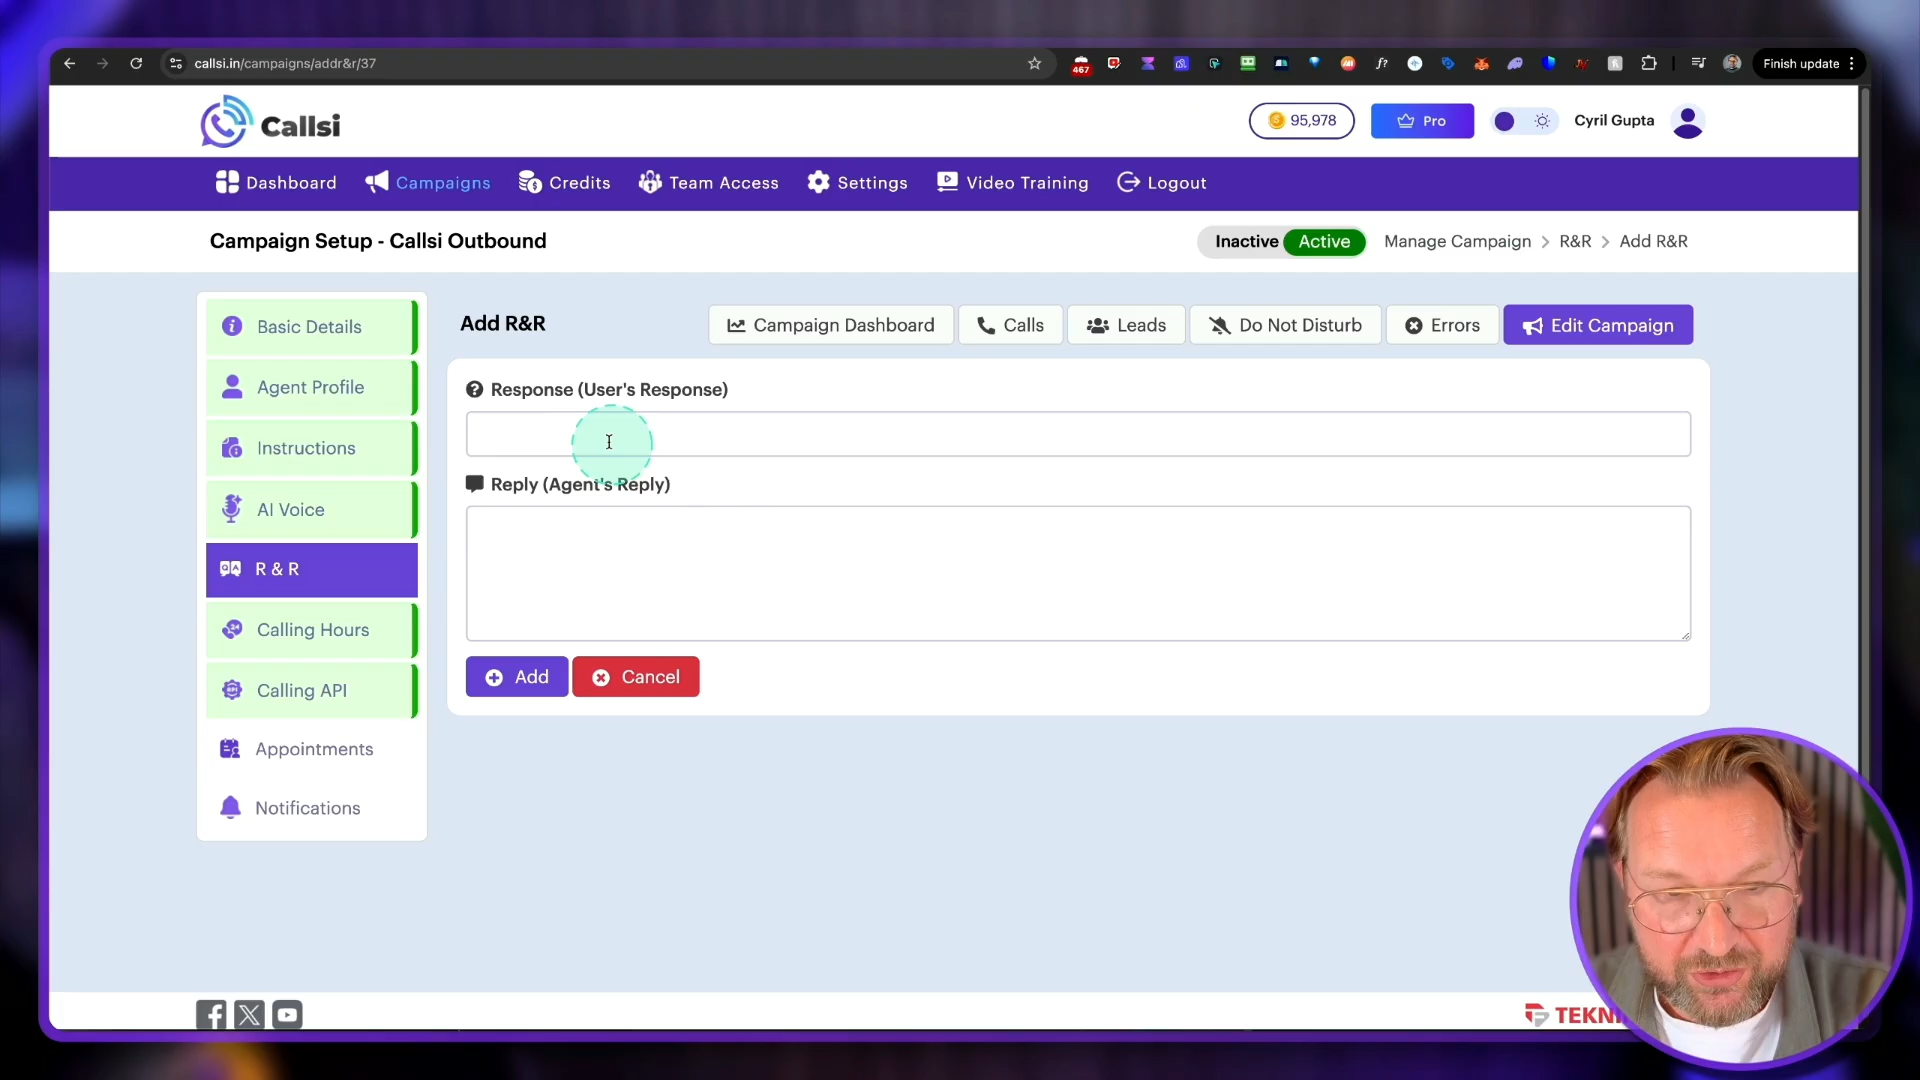 callsi.in/campaigns/addr&r/37
467
Finish update
Callsi
95,978
Pro
Cyril Gupta
Dashboard
Campaigns
Credits
Team Access
Settings
Video Training
Logout
Campaign Setup - Callsi Outbound
Inactive Active
Manage Campaign > R&R > Add R&R
Basic Details
Agent Profile
Instructions
AI Voice
R & R
Calling Hours
Calling API
Appointments
Notifications
Add R&R
Campaign Dashboard
Calls
Leads
Do Not Disturb
Errors
Edit Campaign
Response (User's Response)
Reply (Agent's Reply)
Add
Cancel